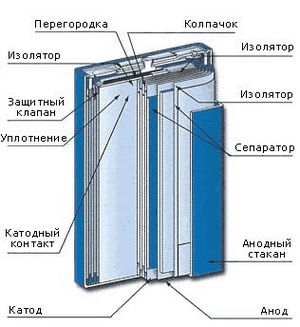 Перегородка
Колпачок
Изолятор
Изолятор
Защитный
клапан
Изолятор
Уплотнение
Сепаратор
Катодный
контакт
Анодный
стакан
Катод
Анод